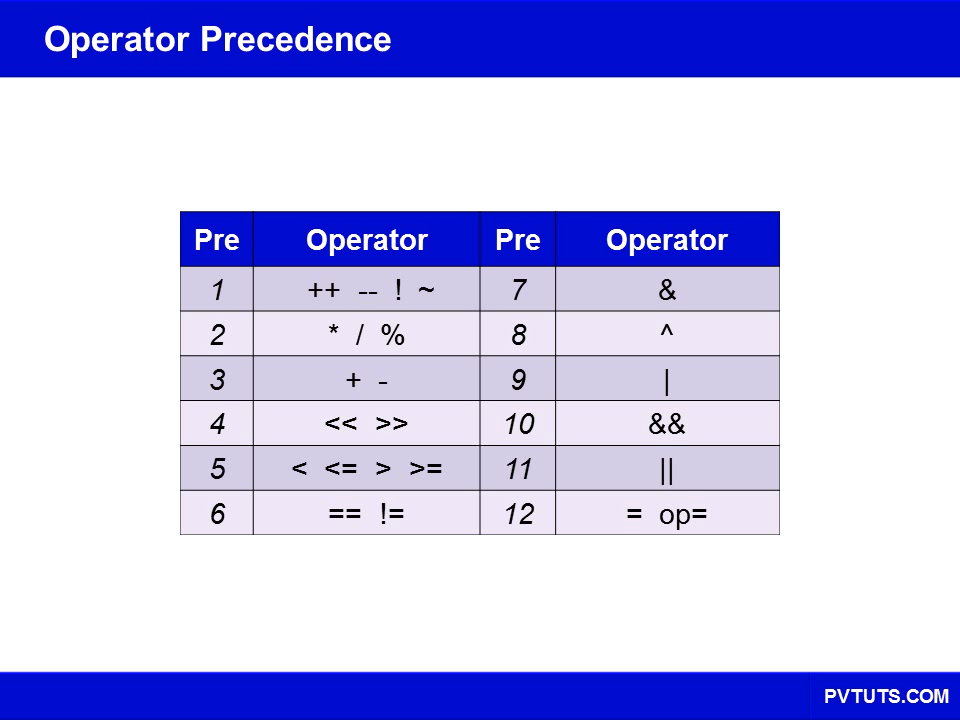 Operator Precedence
Pre Operator Pre Operator
1 ++ -- ! ~ 7 &
2 * / % 8 ^
3 + - 9 |
4 << >> 10 &&
5 < <= > >= 11 ||
6 == != 12 = op=
PVTUTS.COM